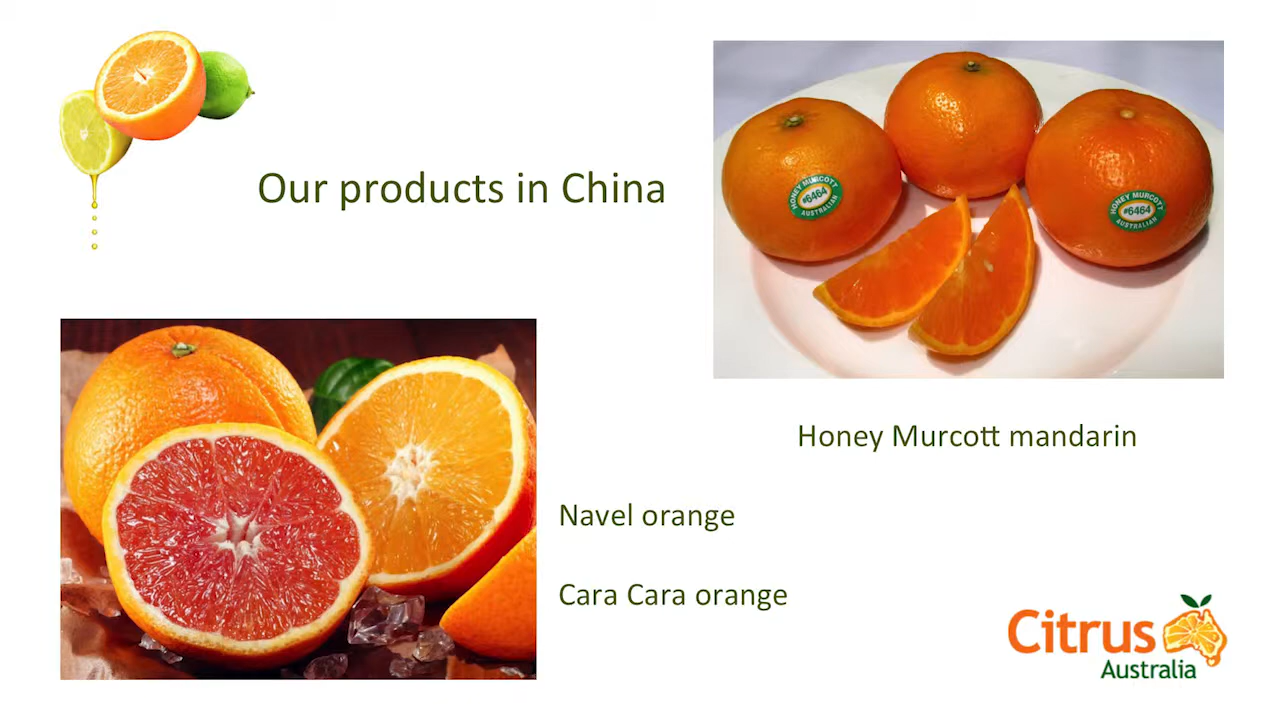 Our products in China
HONEY MURCOTT
#6464
AUSTRALIAN
HONEY MURCOTT
#6464
AUSTRALIAN
Honey Murcott mandarin
Navel orange
Cara Cara orange
Citrus
Australia